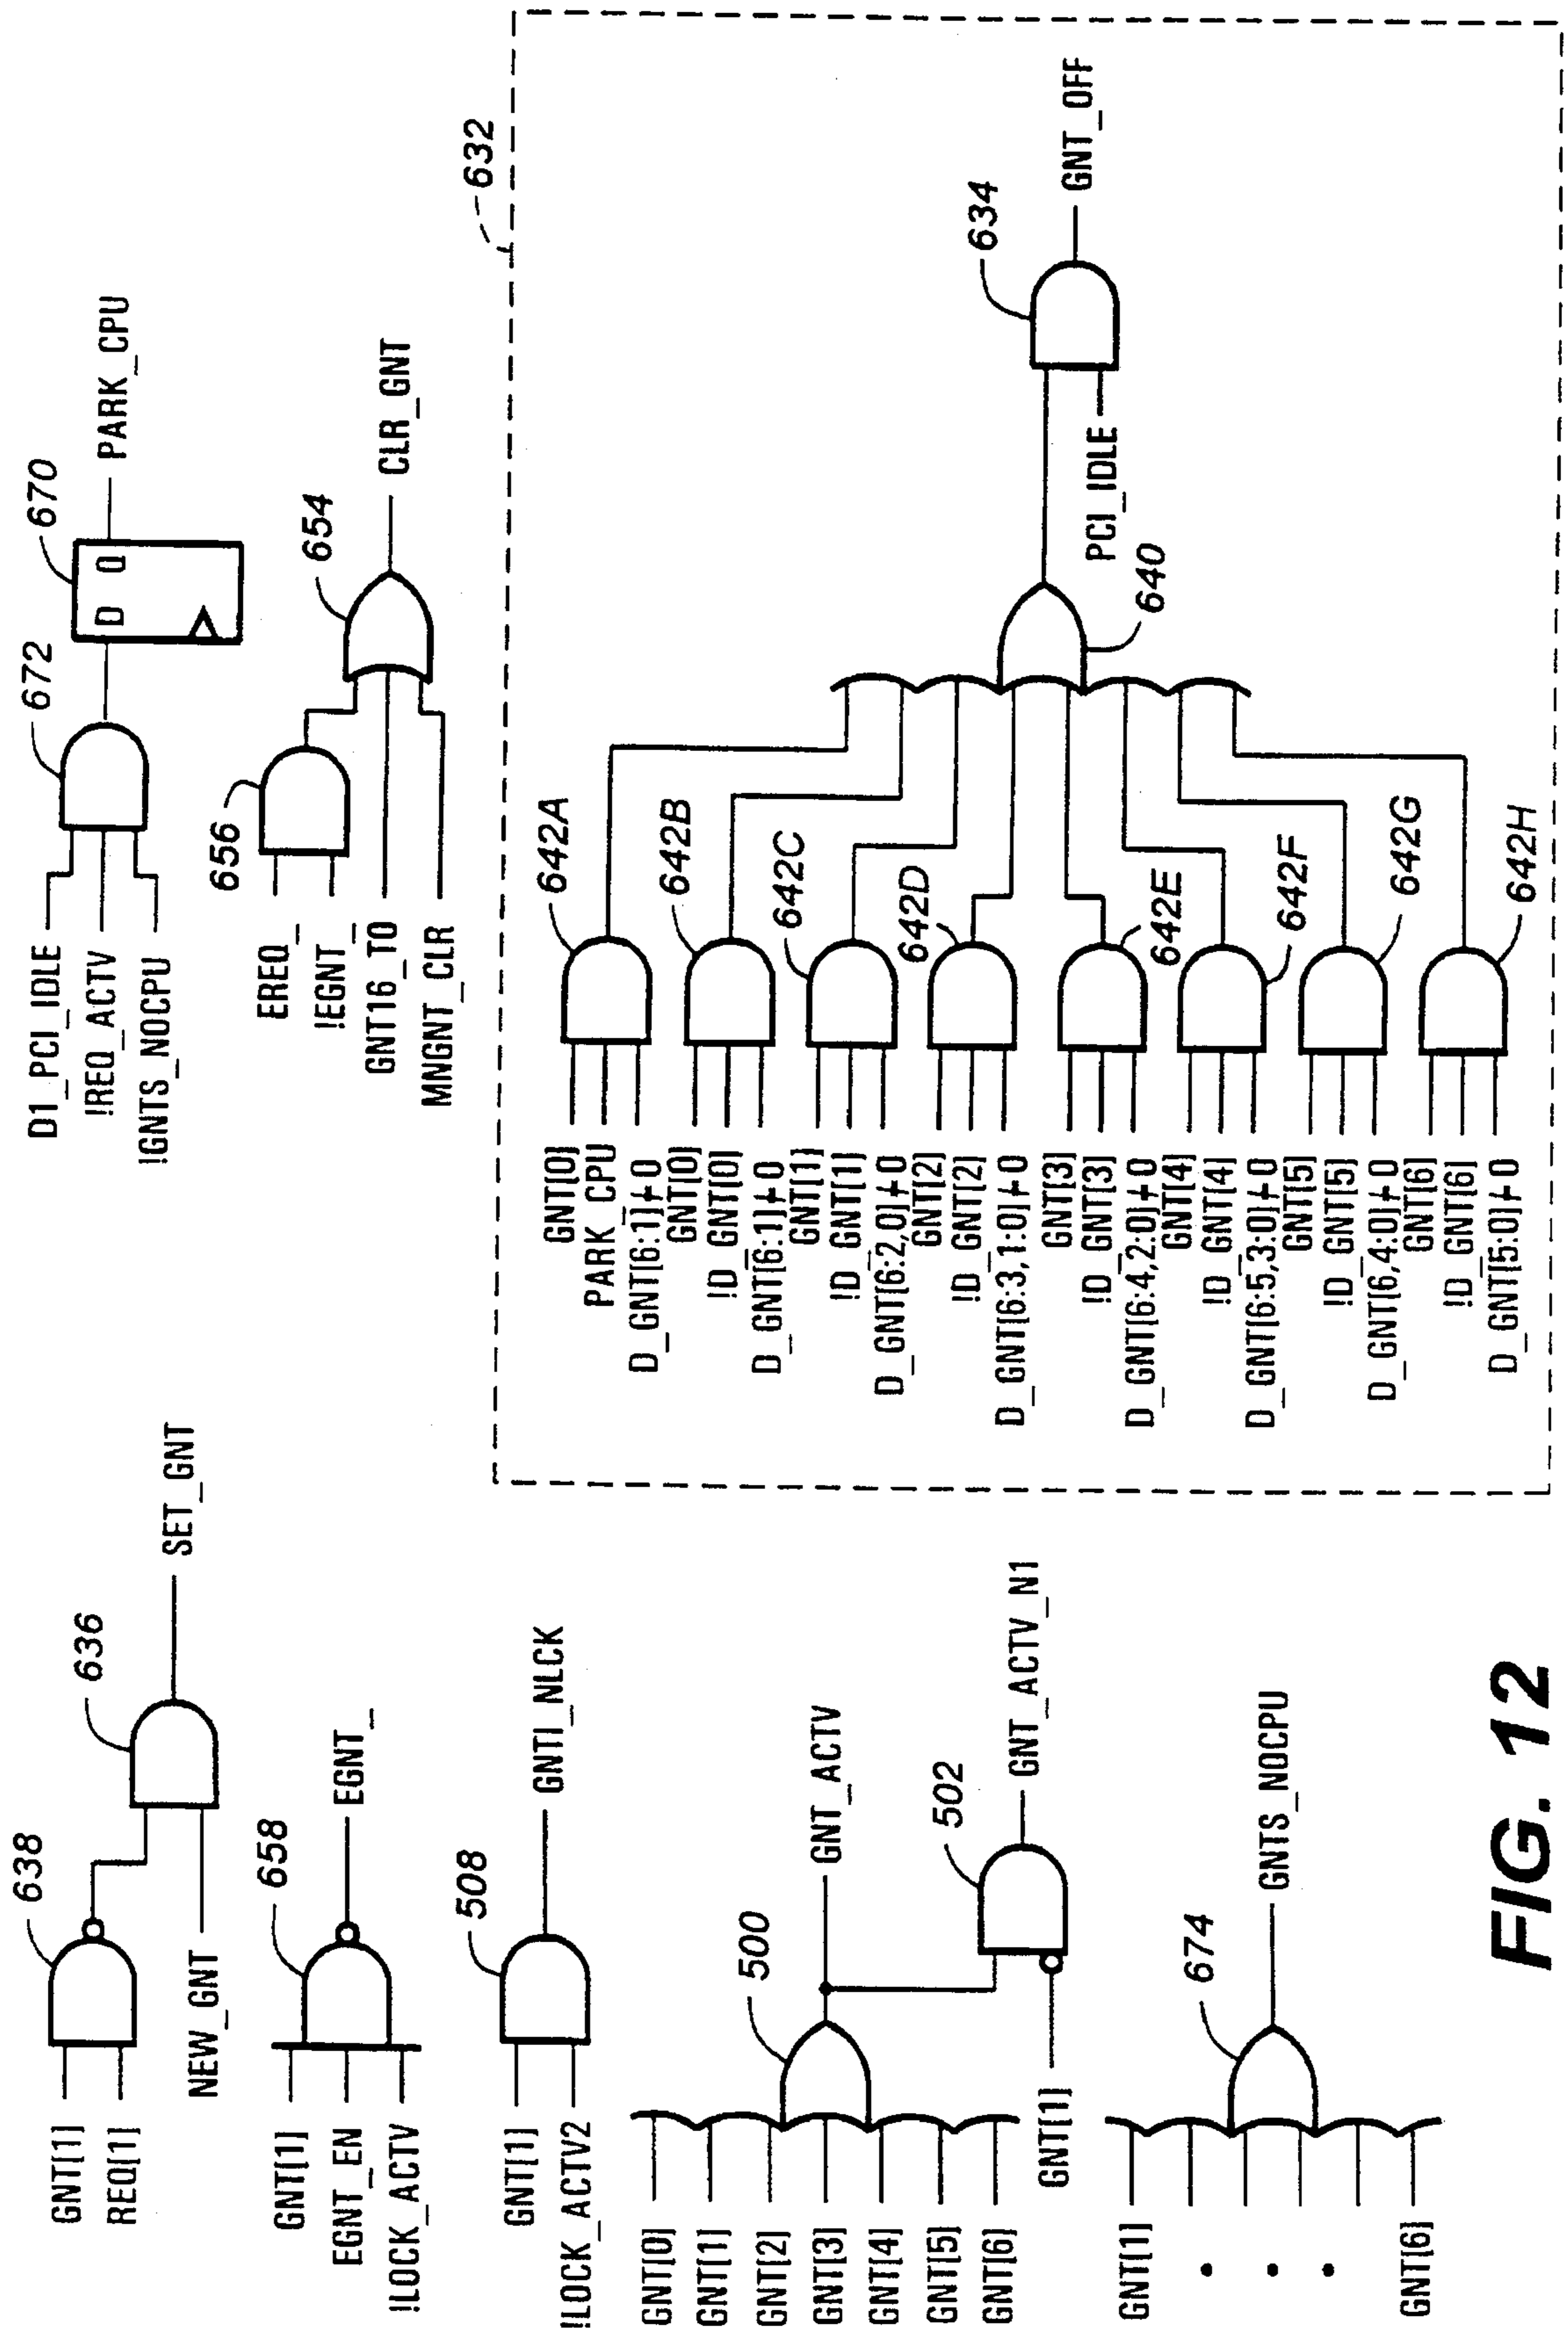 GNT[1]
REQ[1]
638
NEW_GNT
636
SET_GNT
GNT[1]
EGNT_EN
!LOCK_ACTV
658
EGNT_
GNT[1]
!LOCK_ACTV2
508
GNT1_NLCK
GNT[0]
GNT[1]
GNT[2]
GNT[3]
GNT[4]
GNT[5]
GNT[6]
500
GNT_ACTV
GNT[1]
502
GNT_ACTV_N1
GNT[1]
GNT[6]
674
GNTS_NOCPU
D1_PCI_IDLE
!REQ_ACTV
!GNTS_NOCPU
672
D Q
670
PARK_CPU
EREQ_
!EGNT_
656
GNT16_TO
MNGNT_CLR
654
CLR_GNT
632
GNT[0]
PARK_CPU
D_GNT[6:1]≠0
642A
GNT[0]
!D_GNT[0]
D_GNT[6:1]≠0
642B
GNT[1]
!D_GNT[1]
D_GNT[6:2,0]≠0
642C
GNT[2]
!D_GNT[2]
D_GNT[6:3,1:0]≠0
642D
GNT[3]
!D_GNT[3]
D_GNT[6:4,2:0]≠0
642E
GNT[4]
!D_GNT[4]
D_GNT[6:5,3:0]≠0
642F
GNT[5]
!D_GNT[5]
D_GNT[6,4:0]≠0
642G
GNT[6]
!D_GNT[6]
D_GNT[5:0]≠0
642H
640
PCI_IDLE
634
GNT_OFF
FIG. 12